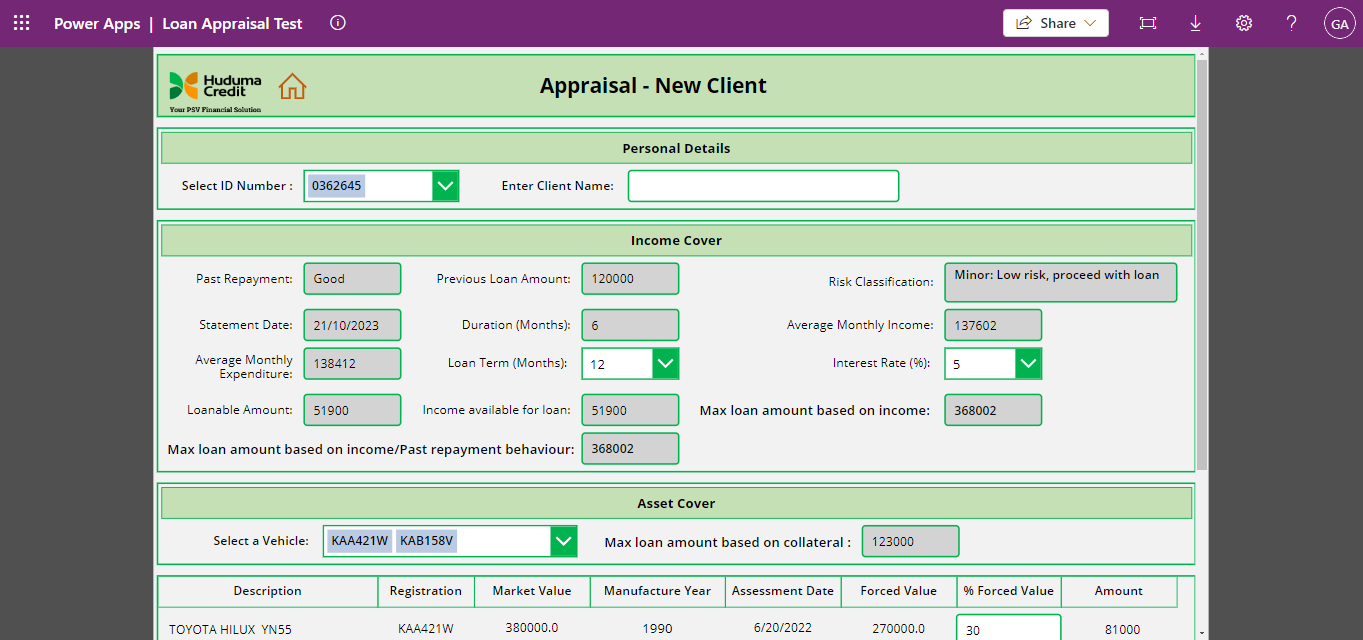 Power Apps | Loan Appraisal Test Share ? GA
Huduma
Credit
Your PSV Financial Solution
Appraisal - New Client
Personal Details
Select ID Number : 0362645 Enter Client Name:
Income Cover
Past Repayment: Good Previous Loan Amount: 120000 Risk Classification: Minor: Low risk, proceed with loan
Statement Date: 21/10/2023 Duration (Months): 6 Average Monthly Income: 137602
Average Monthly
Expenditure: 138412 Loan Term (Months): 12 Interest Rate (%): 5
Loanable Amount: 51900 Income available for loan: 51900 Max loan amount based on income: 368002
Max loan amount based on income/Past repayment behaviour: 368002
Asset Cover
Select a Vehicle: KAA421W KAB158V Max loan amount based on collateral : 123000
Description Registration Market Value Manufacture Year Assessment Date Forced Value % Forced Value Amount
TOYOTA HILUX YN55 KAA421W 380000.0 1990 6/20/2022 270000.0 30 81000